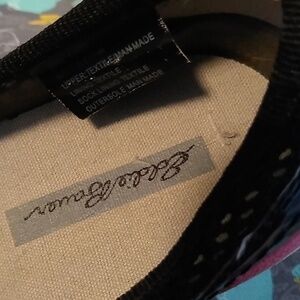 UPPER-TEXTILE/MAN-MADE
LINING TEXTILE
SOCK LINING TEXTILE
OUTERSOLE MAN MADE
Eddie Bauer